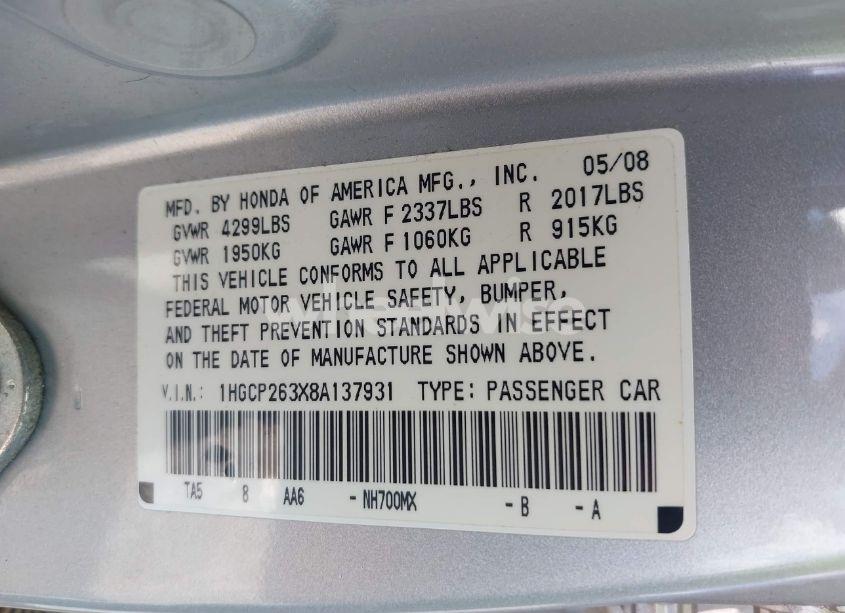 MFD. BY HONDA OF AMERICA MFG., INC. 05/08
GVWR 4299LBS GAWR F 2337LBS R 2017LBS
GVWR 1950KG GAWR F 1060KG R 915KG
THIS VEHICLE CONFORMS TO ALL APPLICABLE
FEDERAL MOTOR VEHICLE SAFETY, BUMPER,
AND THEFT PREVENTION STANDARDS IN EFFECT
ON THE DATE OF MANUFACTURE SHOWN ABOVE.
V.I.N.: 1HGCP263X8A137931 TYPE: PASSENGER CAR
TA5 8 AA6 - NH700MX - B - A